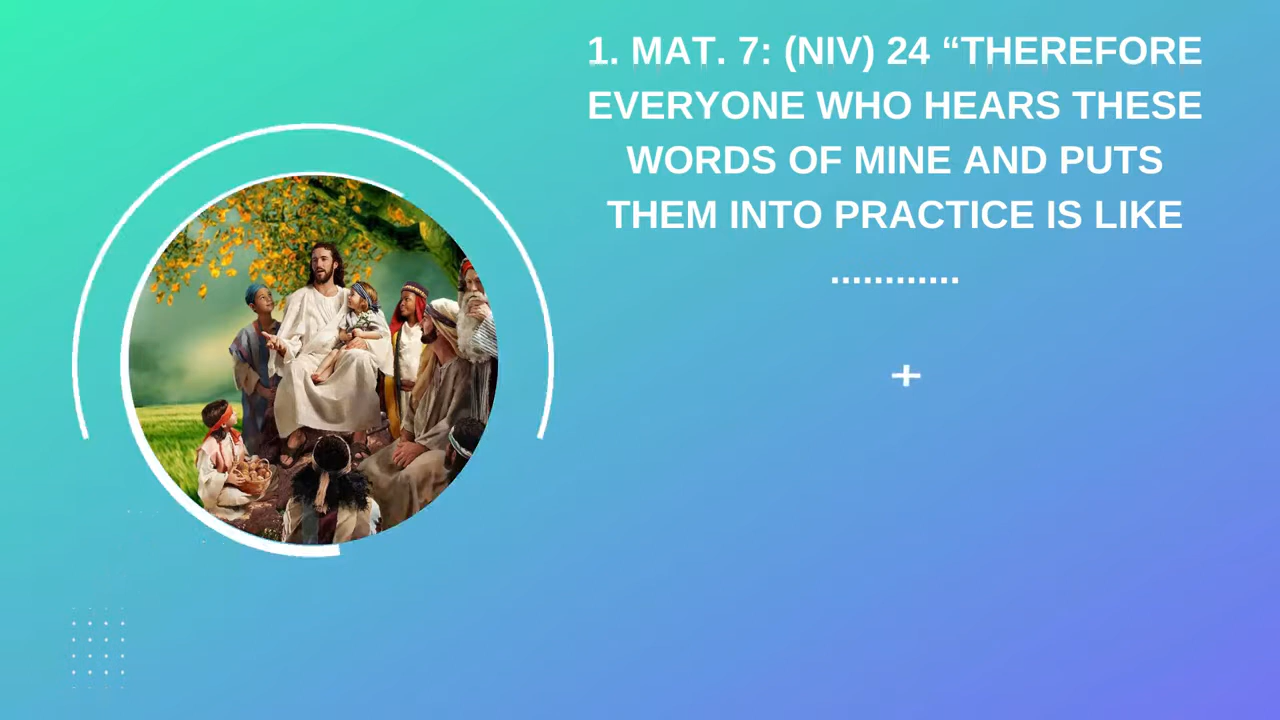 1. MAT. 7: (NIV) 24 “THEREFORE
EVERYONE WHO HEARS THESE
WORDS OF MINE AND PUTS
THEM INTO PRACTICE IS LIKE
............